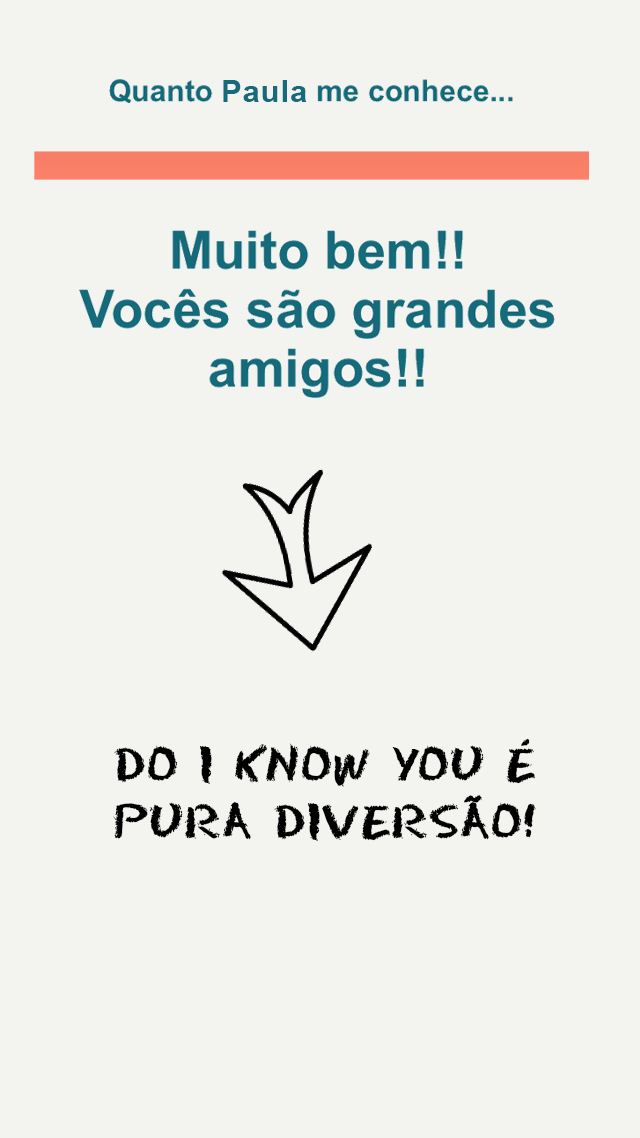 Quanto Paula me conhece...
Muito bem!!
Vocês são grandes
amigos!!
DO I KNOW YOU É
PURA DIVERSÃO!